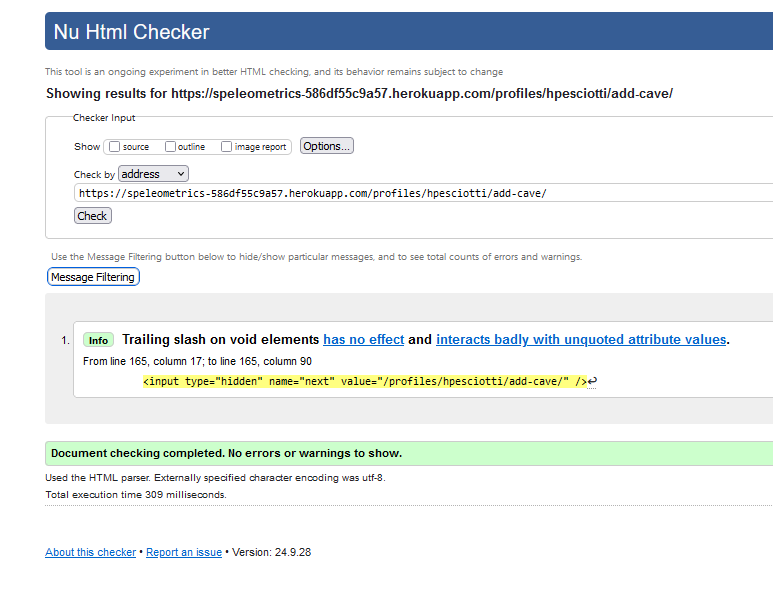 Nu Html Checker
This tool is an ongoing experiment in better HTML checking, and its behavior remains subject to change
Showing results for https://speleometrics-586df55c9a57.herokuapp.com/profiles/hpesciotti/add-cave/
Checker Input
Show source outline image report Options...
Check by address
https://speleometrics-586df55c9a57.herokuapp.com/profiles/hpesciotti/add-cave/
Check
Use the Message Filtering button below to hide/show particular messages, and to see total counts of errors and warnings.
Message Filtering
1. Info Trailing slash on void elements has no effect and interacts badly with unquoted attribute values.
From line 165, column 17; to line 165, column 90
<input type="hidden" name="next" value="/profiles/hpesciotti/add-cave/" />↩
Document checking completed. No errors or warnings to show.
Used the HTML parser. Externally specified character encoding was utf-8.
Total execution time 309 milliseconds.
About this checker • Report an issue • Version: 24.9.28